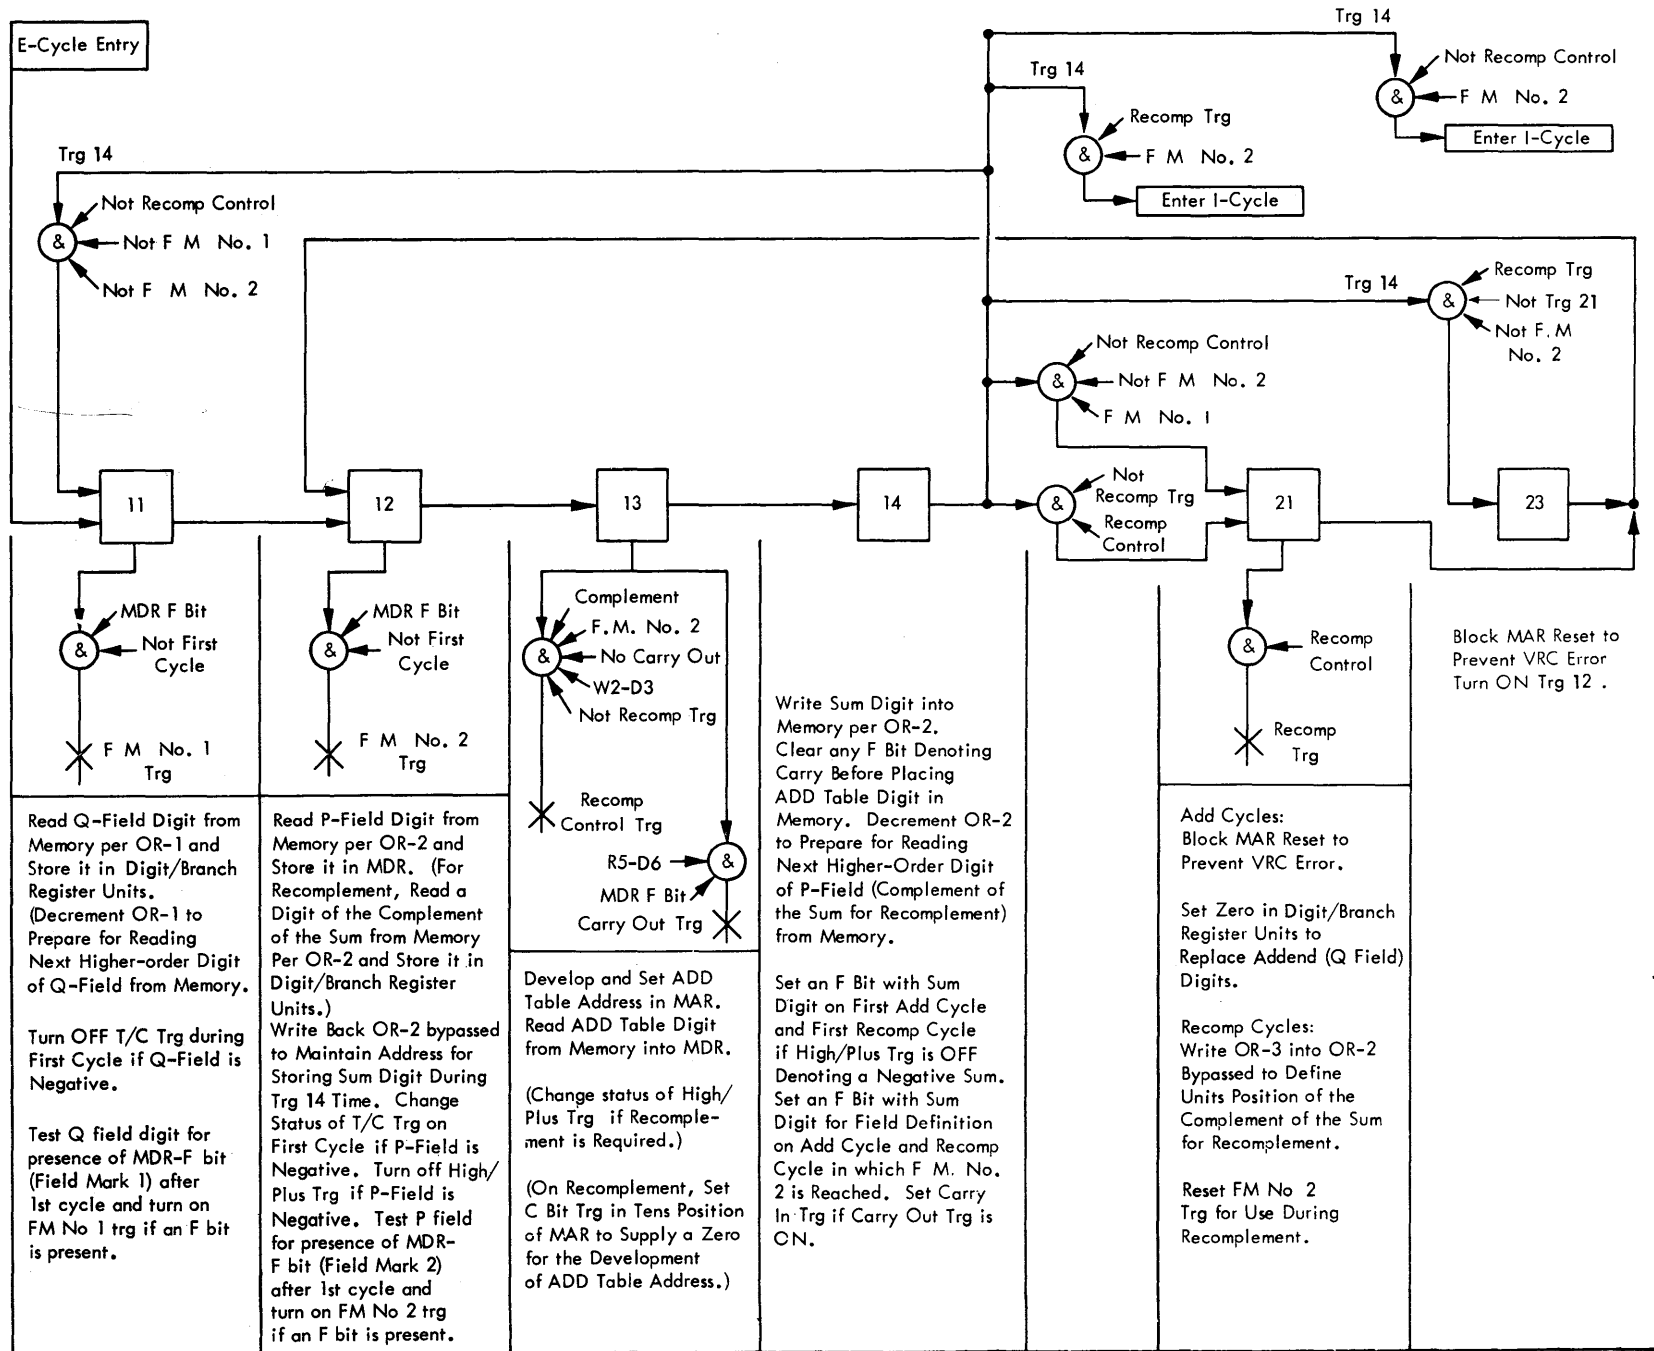 E-Cycle Entry
Trg 14
Not Recomp Control
F M No. 2
Enter I-Cycle
Trg 14
Recomp Trg
F M No. 2
Enter I-Cycle
Trg 14
Not Recomp Control
Not F M No. 1
Not F M No. 2
&
&
&
Trg 14
Recomp Trg
Not Trg 21
Not F.M
No. 2
&
Not Recomp Control
Not F M No. 2
F M No. 1
&
Not
Recomp Trg
Recomp
Control
&
11
12
13
14
21
23
MDR F Bit
Not First
Cycle
&
F M No. 1
Trg
MDR F Bit
Not First
Cycle
&
F M No. 2
Trg
Complement
F.M. No. 2
No Carry Out
W2-D3
Not Recomp Trg
&
Recomp
Control Trg
R5-D6
MDR F Bit
&
Carry Out Trg
Recomp
Control
&
Recomp
Trg
Read Q-Field Digit from
Memory per OR-1 and
Store it in Digit/Branch
Register Units.
(Decrement OR-1 to
Prepare for Reading
Next Higher-order Digit
of Q-Field from Memory.
Turn OFF T/C Trg during
First Cycle if Q-Field is
Negative.
Test Q field digit for
presence of MDR-F bit
(Field Mark 1) after
1st cycle and turn on
FM No 1 trg if an F bit
is present.
Read P-Field Digit from
Memory per OR-2 and
Store it in MDR. (For
Recomplement, Read a
Digit of the Complement
of the Sum from Memory
Per OR-2 and Store it in
Digit/Branch Register
Units.)
Write Back OR-2 bypassed
to Maintain Address for
Storing Sum Digit During
Trg 14 Time. Change
Status of T/C Trg on
First Cycle if P-Field is
Negative. Turn off High/
Plus Trg if P-Field is
Negative. Test P field
for presence of MDR-
F bit (Field Mark 2)
after 1st cycle and
turn on FM No 2 trg
if an F bit is present.
Develop and Set ADD
Table Address in MAR.
Read ADD Table Digit
from Memory into MDR.
(Change status of High/
Plus Trg if Recomple-
ment is Required.)
(On Recomplement, Set
C Bit Trg in Tens Position
of MAR to Supply a Zero
for the Development
of ADD Table Address.)
Write Sum Digit into
Memory per OR-2.
Clear any F Bit Denoting
Carry Before Placing
ADD Table Digit in
Memory. Decrement OR-2
to Prepare for Reading
Next Higher-Order Digit
of P-Field (Complement of
the Sum for Recomplement)
from Memory.
Set an F Bit with Sum
Digit on First Add Cycle
and First Recomp Cycle
if High/Plus Trg is OFF
Denoting a Negative Sum.
Set an F Bit with Sum
Digit for Field Definition
on Add Cycle and Recomp
Cycle in which F M. No.
2 is Reached. Set Carry
In Trg if Carry Out Trg is
ON.
Add Cycles:
Block MAR Reset to
Prevent VRC Error.
Set Zero in Digit/Branch
Register Units to
Replace Addend (Q Field)
Digits.
Recomp Cycles:
Write OR-3 into OR-2
Bypassed to Define
Units Position of the
Complement of the Sum
for Recomplement.
Reset FM No 2
Trg for Use During
Recomplement.
Block MAR Reset to
Prevent VRC Error
Turn ON Trg 12 .